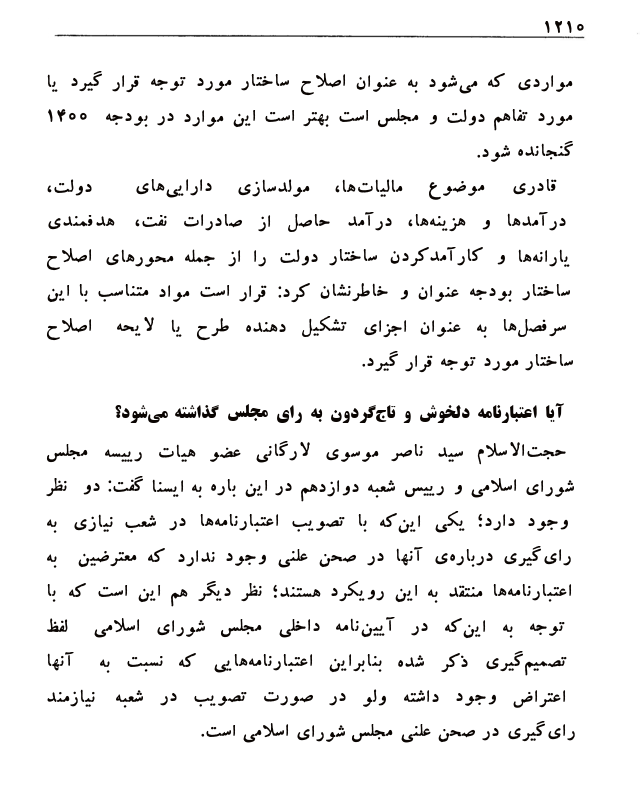 ۱۲۱۰
مواردی که می‌شود به عنوان اصلاح ساختار مورد توجه قرار گیرد یا
مورد تفاهم دولت و مجلس است بهتر است این موارد در بودجه ۱۴۰۰
گنجانده شود.
قادری موضوع مالیات‌ها، مولدسازی دارایی‌های دولت،
درآمدها و هزینه‌ها، درآمد حاصل از صادرات نفت، هدفمندی
یارانه‌ها و کارآمدکردن ساختار دولت را از جمله محورهای اصلاح
ساختار بودجه عنوان و خاطرنشان کرد: قرار است مواد متناسب با این
سرفصل‌ها به عنوان اجزای تشکیل دهنده طرح یا لایحه اصلاح
ساختار مورد توجه قرار گیرد.
آیا اعتبارنامه دلخوش و تاج‌گردون به رای مجلس گذاشته می‌شود؟
حجت‌الاسلام سید ناصر موسوی لارگانی عضو هیات رییسه مجلس
شورای اسلامی و رییس شعبه دوازدهم در این باره به ایسنا گفت: دو نظر
وجود دارد؛ یکی این‌که با تصویب اعتبارنامه‌ها در شعب نیازی به
رای‌گیری درباره‌ی آنها در صحن علنی وجود ندارد که معترضین به
اعتبارنامه‌ها منتقد به این رویکرد هستند؛ نظر دیگر هم این است که با
توجه به این‌که در آیین‌نامه داخلی مجلس شورای اسلامی لفظ
تصمیم‌گیری ذکر شده بنابراین اعتبارنامه‌هایی که نسبت به آنها
اعتراض وجود داشته ولو در صورت تصویب در شعبه نیازمند
رای‌گیری در صحن علنی مجلس شورای اسلامی است.